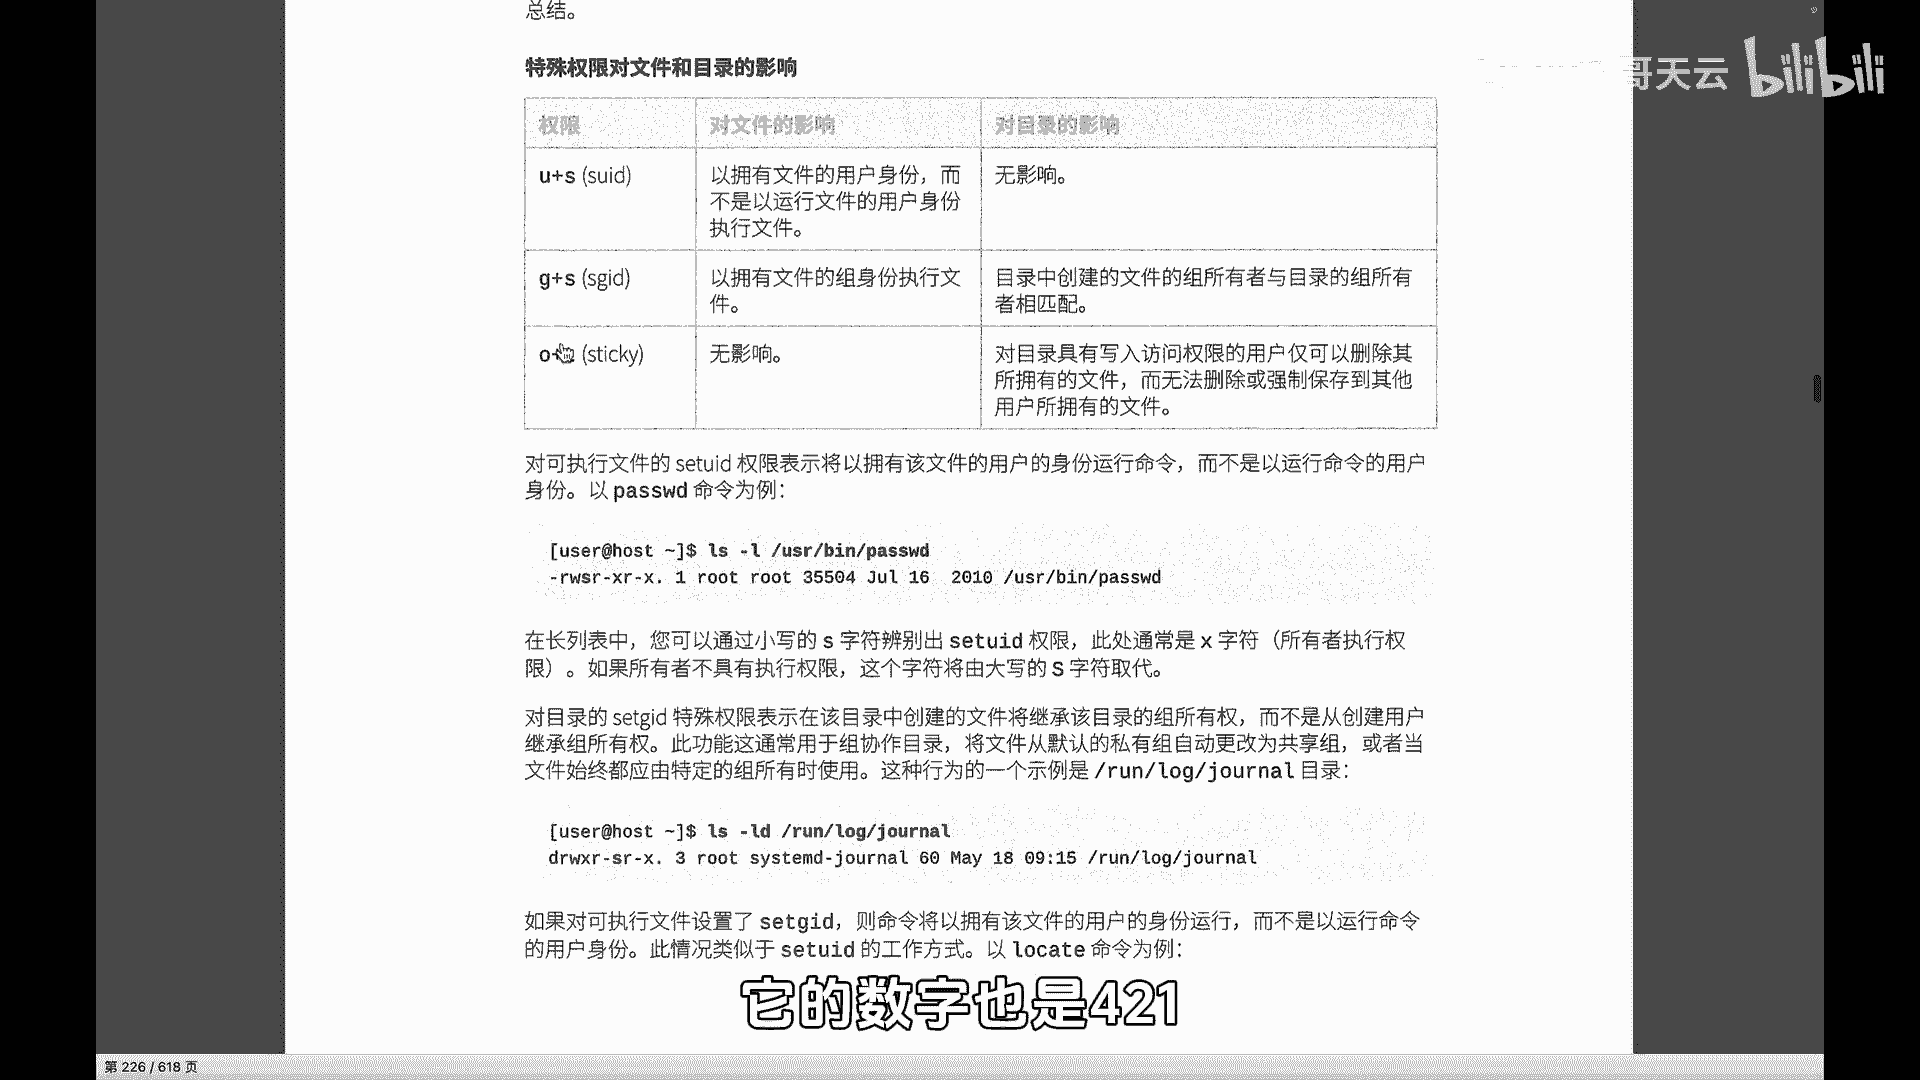 总结。
哥天云 bilibili
特殊权限对文件和目录的影响
权限 对文件的影响 对目录的影响
u+s (suid) 以拥有文件的用户身份，而 无影响。
不是以运行文件的用户身份
执行文件。
g+s (sgid) 以拥有文件的组身份执行文 目录中创建的文件的组所有者与目录的组所有
件。 者相匹配。
(sticky) 无影响。 对目录具有写入访问权限的用户仅可以删除其
所拥有的文件，而无法删除或强制保存到其他
用户所拥有的文件。
对可执行文件的 setuid 权限表示将以拥有该文件的用户的身份运行命令，而不是以运行命令的用户
身份。以 passwd 命令为例：
[user@host ~]$ ls -l /usr/bin/passwd
-rwsr-xr-x. 1 root root 35504 Jul 16  2010 /usr/bin/passwd
在长列表中，您可以通过小写的 s 字符辨别出 setuid 权限，此处通常是 x 字符（所有者执行权
限）。如果所有者不具有执行权限，这个字符将由大写的 S 字符取代。
对目录的 setgid 特殊权限表示在该目录中创建的文件将继承该目录的组所有权，而不是从创建用户
继承组所有权。此功能这通常用于组协作目录，将文件从默认的私有组自动更改为共享组，或者当
文件始终都应由特定的组所有时使用。这种行为的一个示例是 /run/log/journal 目录：
[user@host ~]$ ls -ld /run/log/journal
drwxr-sr-x. 3 root systemd-journal 60 May 18 09:15 /run/log/journal
如果对可执行文件设置了 setgid，则命令将以拥有该文件的用户的身份运行，而不是以运行命令
的用户身份。此情况类似于 setuid 的工作方式。以 locate 命令为例：
它的数字也是421
第 226 / 618 页